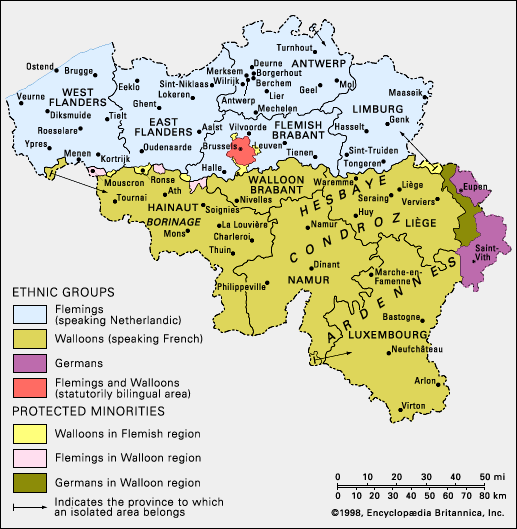 Turnhout
ANTWERP
Ostend
Brugge
Deurne
Merksem
Borgerhout
Wilrijk
Berchem
Eeklo
Sint-Niklaas
Lokeren
Geel
Mol
Lier
Antwerp
Mechelen
Maaseik
Veurne
WEST
FLANDERS
Diksmuide
Tielt
Ghent
LIMBURG
Genk
Roeselare
EAST
FLANDERS
Aalst
Vilvoorde
FLEMISH
BRABANT
Hasselt
Ypres
Oudenaarde
Brussels
Leuven
Menen
Kortrijk
Tienen
Sint-Truiden
Tongeren
Halle
Mouscron
Ronse
Ath
WALLOON
BRABANT
Waremme
HESBAYE
Liège
Eupen
Tournai
HAINAUT
Nivelles
Seraing
Verviers
Soignies
Huy
LIÈGE
BORINAGE
Mons
La Louvière
Namur
CONDROZ
Charleroi
Thuin
Saint-
Vith
Dinant
NAMUR
Marche-en-
Famenne
Philippeville
ARDENNES
Bastogne
LUXEMBOURG
Neufchâteau
Arlon
Virton
ETHNIC GROUPS
Flemings
(speaking Netherlandic)
Walloons (speaking French)
Germans
Flemings and Walloons
(statutorily bilingual area)
PROTECTED MINORITIES
Walloons in Flemish region
Flemings in Walloon region
Germans in Walloon region
Indicates the province to which
an isolated area belongs
0 10 20 30 40 50 mi
0 20 40 60 80 km
©1998, Encyclopædia Britannica, Inc.